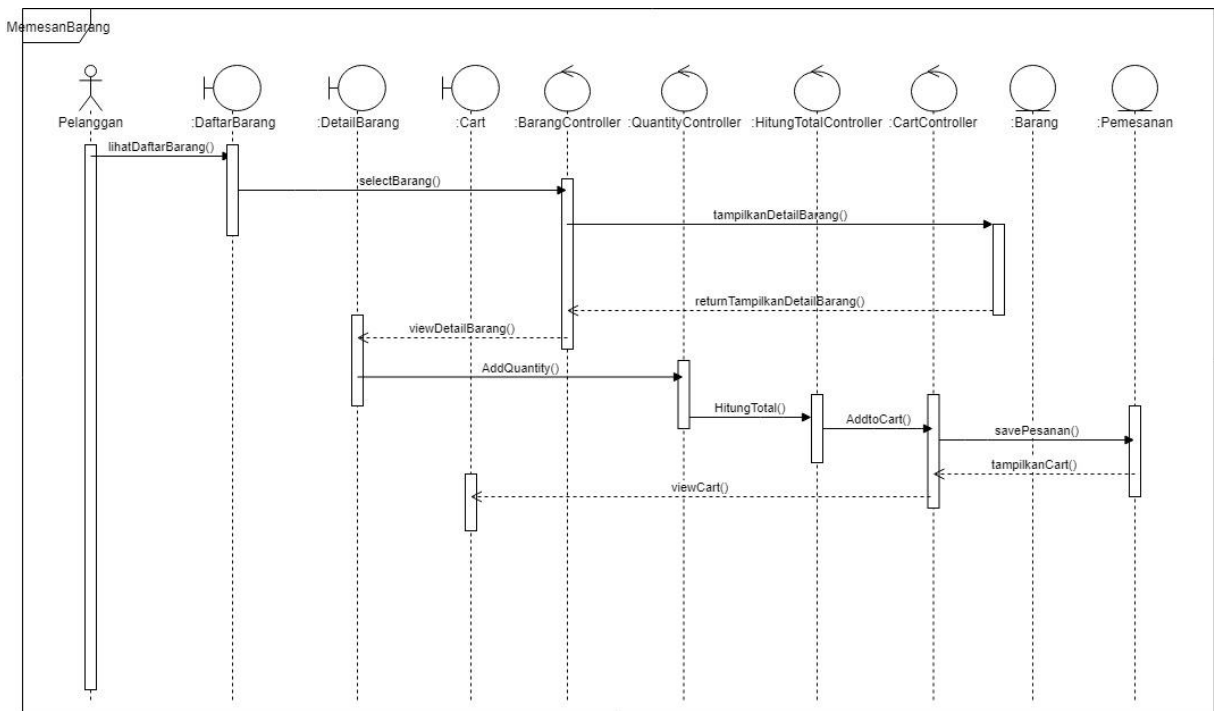 MemesanBarang
Pelanggan
:DaftarBarang
:DetailBarang
:Cart
:BarangController
:QuantityController
:HitungTotalController
:CartController
:Barang
:Pemesanan
lihatDaftarBarang()
selectBarang()
tampilkanDetailBarang()
returnTampilkanDetailBarang()
viewDetailBarang()
AddQuantity()
HitungTotal()
AddtoCart()
savePesanan()
tampilkanCart()
viewCart()